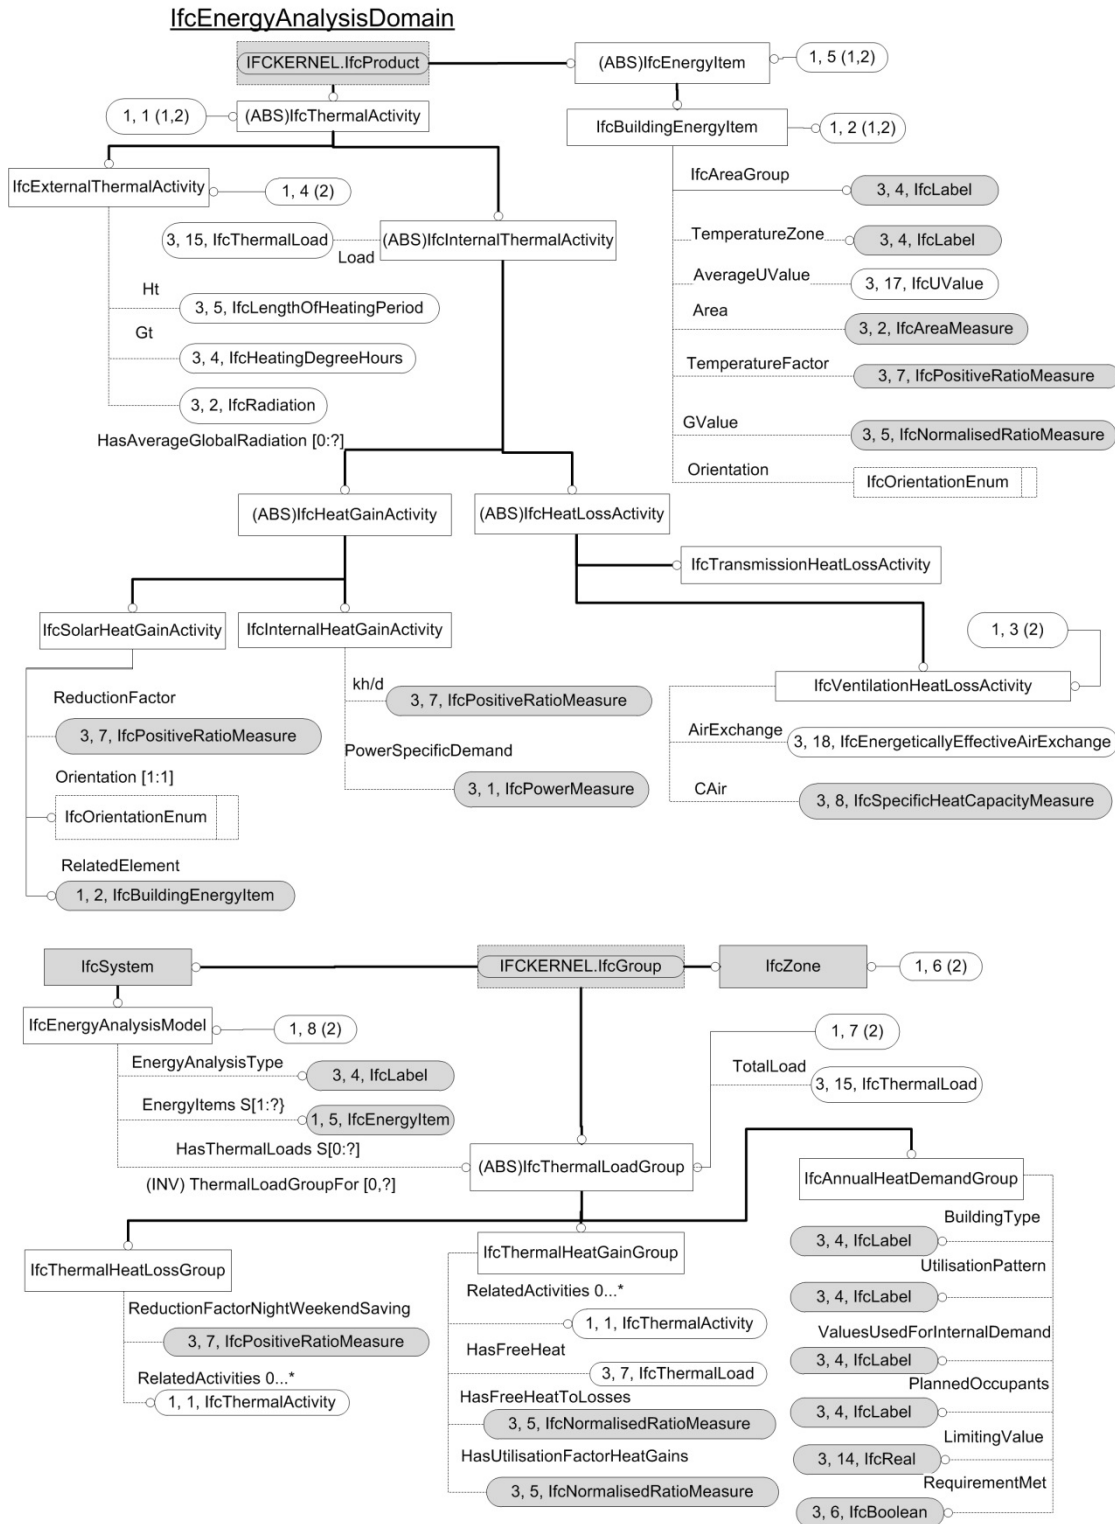 IfcEnergyAnalysisDomain
IFCKERNEL.IfcProduct
(ABS)IfcEnergyItem
1, 5 (1,2)
1, 1 (1,2)
(ABS)IfcThermalActivity
IfcBuildingEnergyItem
1, 2 (1,2)
IfcExternalThermalActivity
1, 4 (2)
IfcAreaGroup
3, 4, IfcLabel
3, 15, IfcThermalLoad
Load
(ABS)IfcInternalThermalActivity
TemperatureZone
3, 4, IfcLabel
AverageUValue
3, 17, IfcUValue
Ht
3, 5, IfcLengthOfHeatingPeriod
Area
3, 2, IfcAreaMeasure
Gt
3, 4, IfcHeatingDegreeHours
TemperatureFactor
3, 7, IfcPositiveRatioMeasure
3, 2, IfcRadiation
HasAverageGlobalRadiation [0:?]
GValue
3, 5, IfcNormalisedRatioMeasure
Orientation
IfcOrientationEnum
(ABS)IfcHeatGainActivity
(ABS)IfcHeatLossActivity
IfcTransmissionHeatLossActivity
IfcSolarHeatGainActivity
IfcInternalHeatGainActivity
1, 3 (2)
IfcVentilationHeatLossActivity
ReductionFactor
3, 7, IfcPositiveRatioMeasure
kh/d
3, 7, IfcPositiveRatioMeasure
AirExchange
3, 18, IfcEnergeticallyEffectiveAirExchange
PowerSpecificDemand
3, 1, IfcPowerMeasure
CAir
3, 8, IfcSpecificHeatCapacityMeasure
Orientation [1:1]
IfcOrientationEnum
RelatedElement
1, 2, IfcBuildingEnergyItem
IfcSystem
IFCKERNEL.IfcGroup
IfcZone
1, 6 (2)
IfcEnergyAnalysisModel
1, 8 (2)
1, 7 (2)
EnergyAnalysisType
3, 4, IfcLabel
TotalLoad
3, 15, IfcThermalLoad
EnergyItems S[1:?}
1, 5, IfcEnergyItem
HasThermalLoads S[0:?]
(INV) ThermalLoadGroupFor [0,?]
(ABS)IfcThermalLoadGroup
IfcAnnualHeatDemandGroup
IfcThermalHeatLossGroup
IfcThermalHeatGainGroup
BuildingType
3, 4, IfcLabel
UtilisationPattern
3, 4, IfcLabel
ValuesUsedForInternalDemand
3, 4, IfcLabel
PlannedOccupants
3, 4, IfcLabel
LimitingValue
3, 14, IfcReal
RequirementMet
3, 6, IfcBoolean
ReductionFactorNightWeekendSaving
3, 7, IfcPositiveRatioMeasure
RelatedActivities 0...*
1, 1, IfcThermalActivity
RelatedActivities 0...*
1, 1, IfcThermalActivity
HasFreeHeat
3, 7, IfcThermalLoad
HasFreeHeatToLosses
3, 5, IfcNormalisedRatioMeasure
HasUtilisationFactorHeatGains
3, 5, IfcNormalisedRatioMeasure